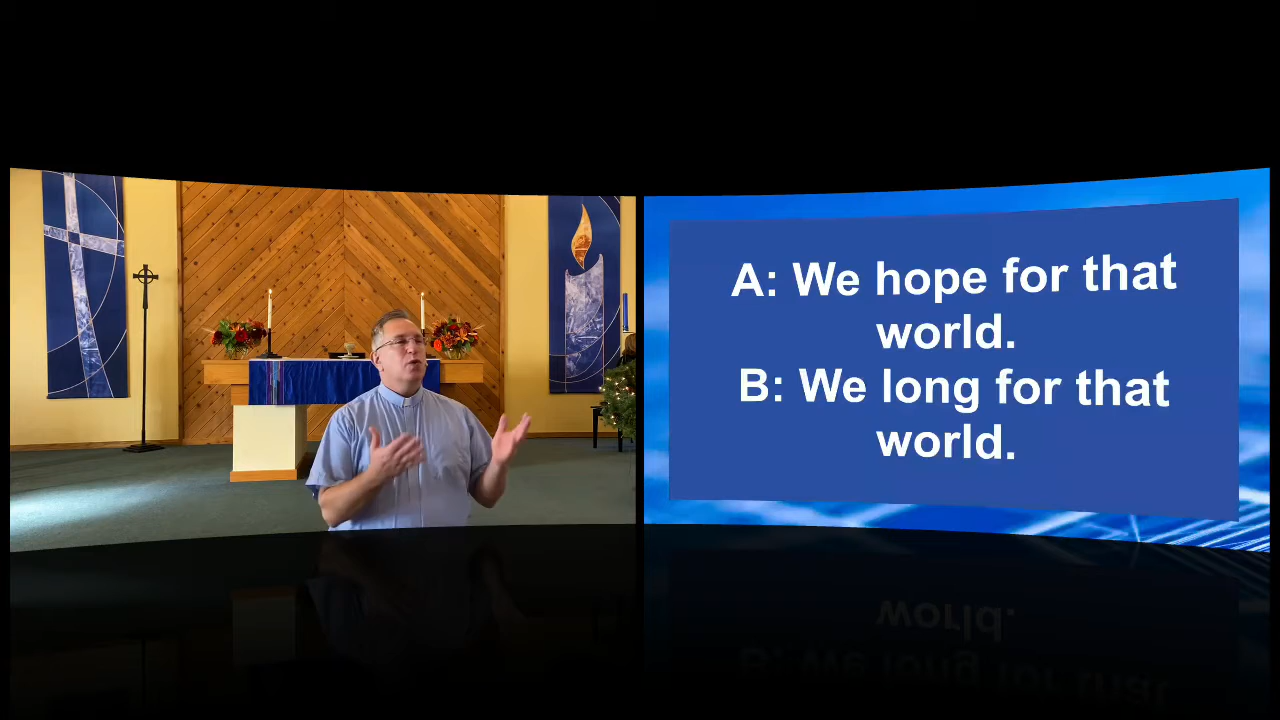 A: We hope for that
world.
B: We long for that
world.